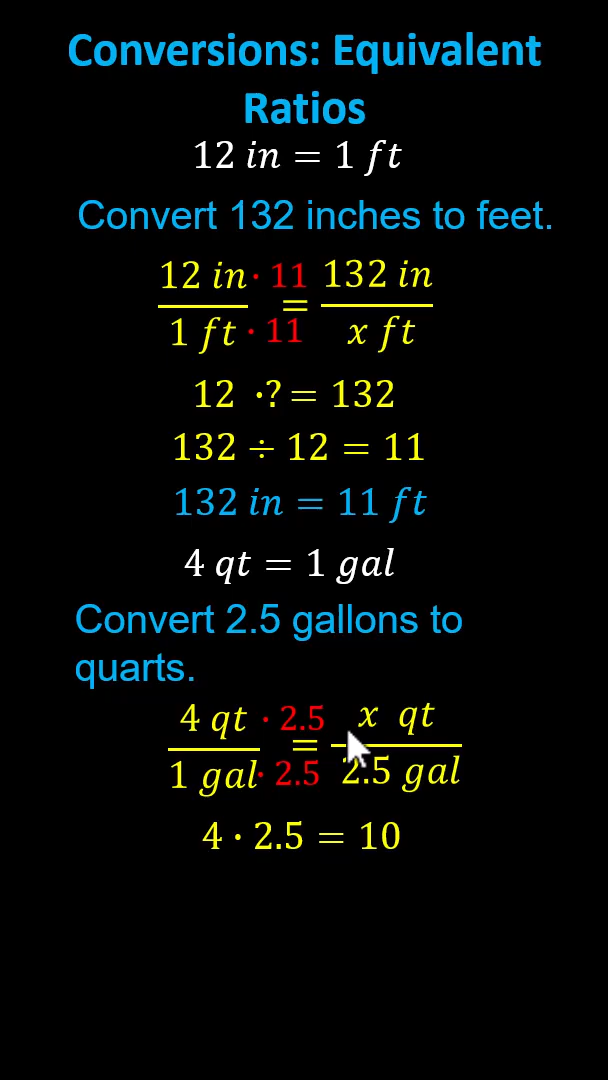 Conversions: Equivalent
Ratios
12 in = 1 ft
Convert 132 inches to feet.
12 in · 11 / 1 ft · 11 = 132 in / x ft
12 ·? = 132
132 ÷ 12 = 11
132 in = 11 ft
4 qt = 1 gal
Convert 2.5 gallons to
quarts.
4 qt · 2.5 / 1 gal · 2.5 = x qt / 2.5 gal
4 · 2.5 = 10